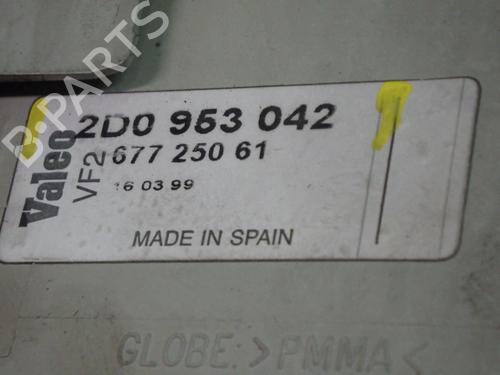 Valeo
VF2
2D0 953 042
677 250 61
16 03 99
MADE IN SPAIN
GLOBE: >PMMA<
B-PARTS